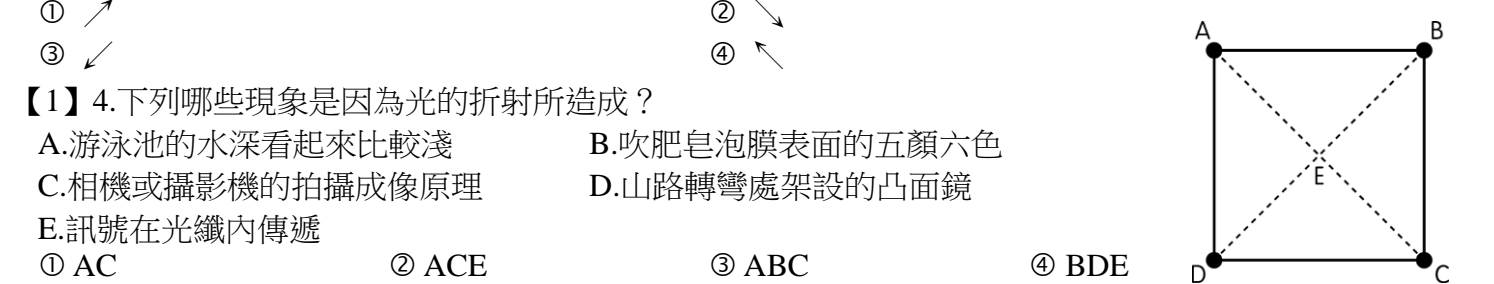 ① ↗ ②  ↘
③ ↙ ④ ↖
【1】4.下列哪些現象是因為光的折射所造成？
A.游泳池的水深看起來比較淺 B.吹肥皂泡膜表面的五顏六色
C.相機或攝影機的拍攝成像原理 D.山路轉彎處架設的凸面鏡
E.訊號在光纖內傳遞
① AC ② ACE ③ ABC ④ BDE
A B
E
D C